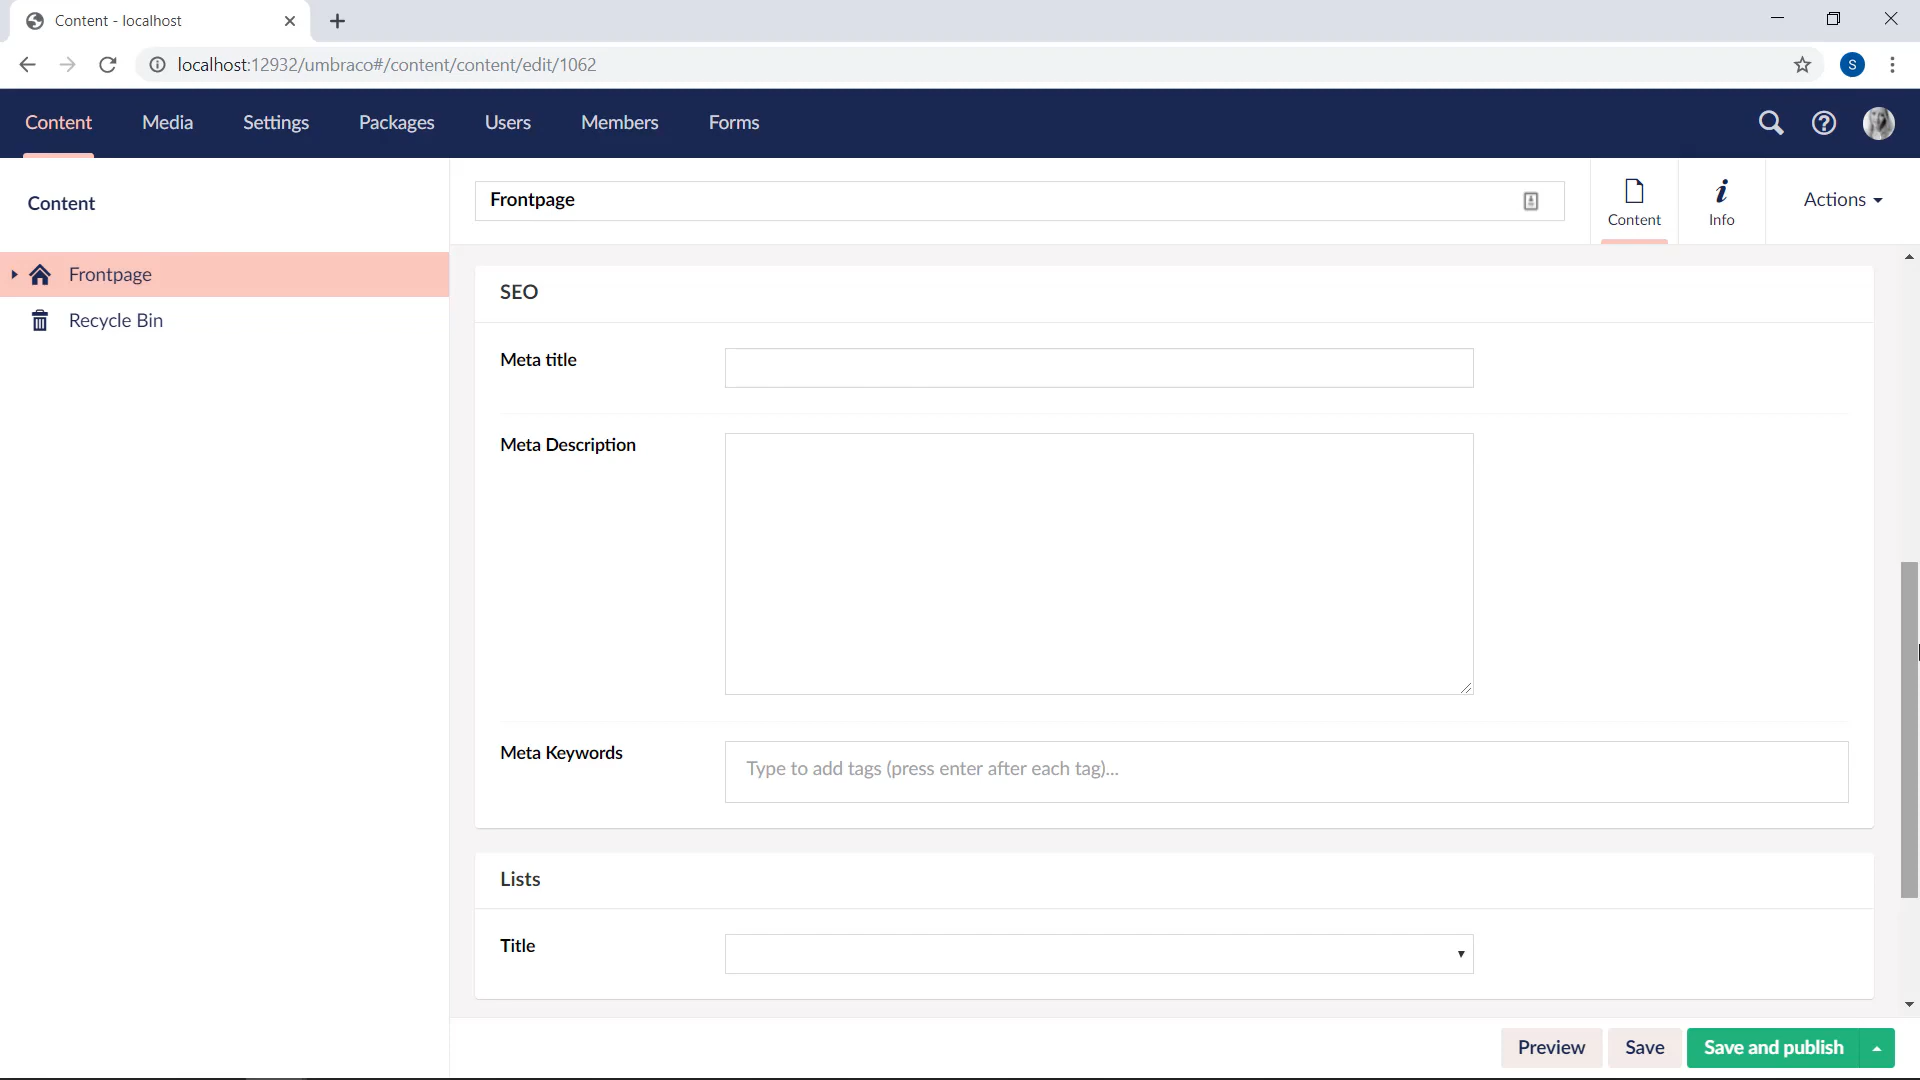 Content - localhost
localhost:12932/umbraco#/content/content/edit/1062
S
Content Media Settings Packages Users Members Forms
Content
Frontpage
Content
Info
Actions
Frontpage
Recycle Bin
SEO
Meta title
Meta Description
Meta Keywords
Type to add tags (press enter after each tag)...
Lists
Title
Preview Save Save and publish